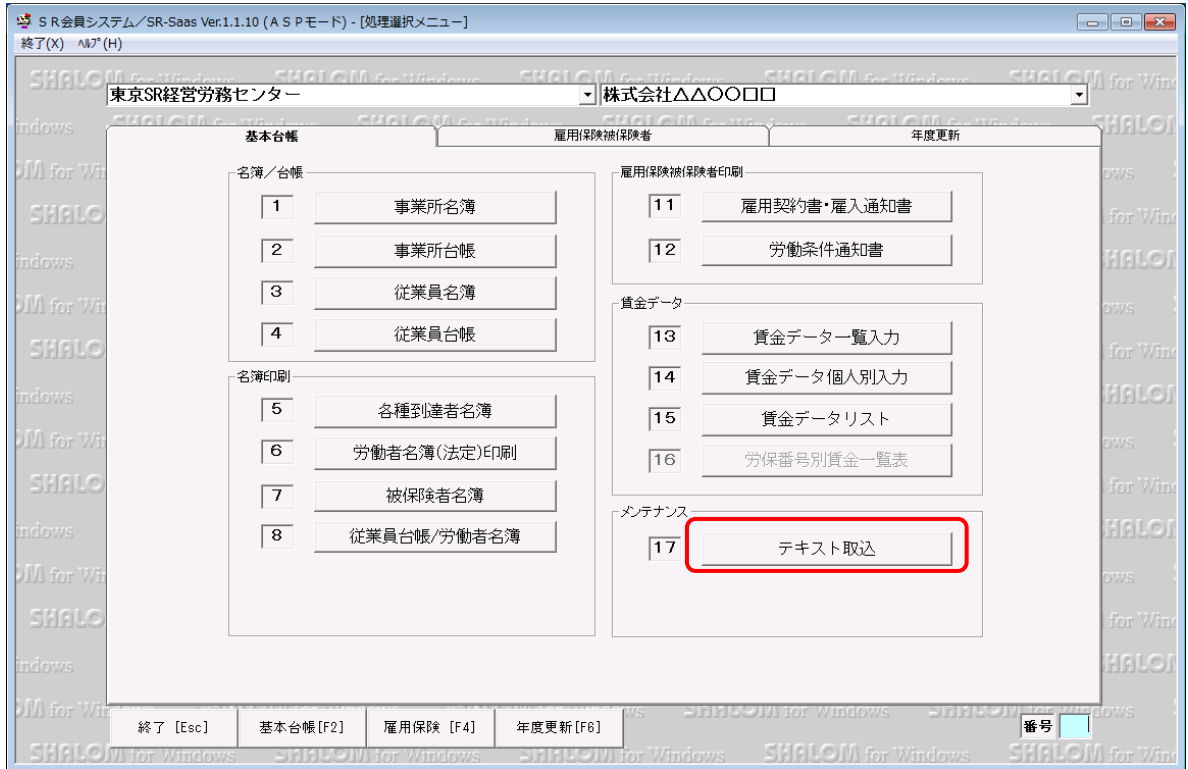 ＳＲ会員システム／SR-Saas Ver.1.1.10 (ＡＳＰモード) - [処理選択メニュー]
終了(X) ﾍﾙﾌﾟ(H)
東京SR経営労務センター 株式会社△△〇〇□□
基本台帳 雇用保険被保険者 年度更新
名簿／台帳
1 事業所名簿
2 事業所台帳
3 従業員名簿
4 従業員台帳
名簿印刷
5 各種到達者名簿
6 労働者名簿(法定)印刷
7 被保険者名簿
8 従業員台帳/労働者名簿
雇用保険被保険者印刷
11 雇用契約書・雇入通知書
12 労働条件通知書
賃金データ
13 賃金データ一覧入力
14 賃金データ個人別入力
15 賃金データリスト
16 労保番号別賃金一覧表
メンテナンス
17 テキスト取込
終了 [Esc] 基本台帳[F2] 雇用保険 [F4] 年度更新[F6] 番号
SHALOM for Windows SHALOM for Windows SHALOM for Windows SHALOM for Wind